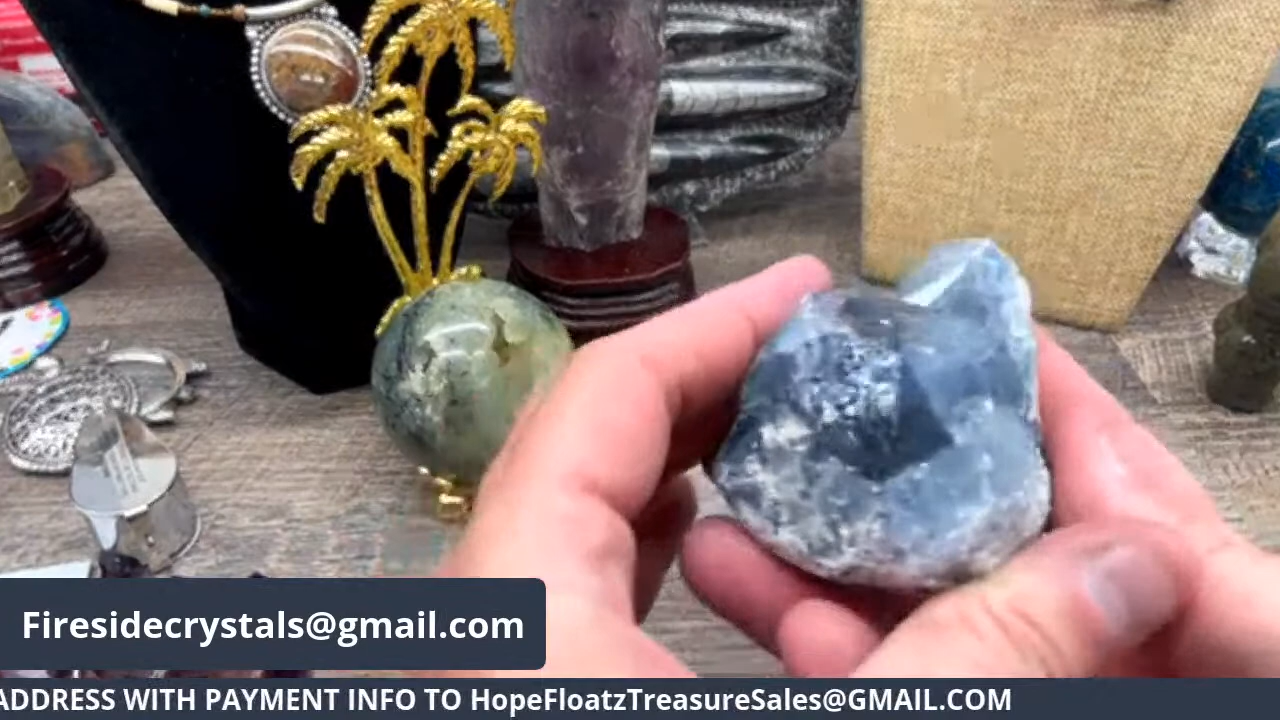 Firesidecrystals@gmail.com
ADDRESS WITH PAYMENT INFO TO HopeFloatzTreasureSales@GMAIL.COM